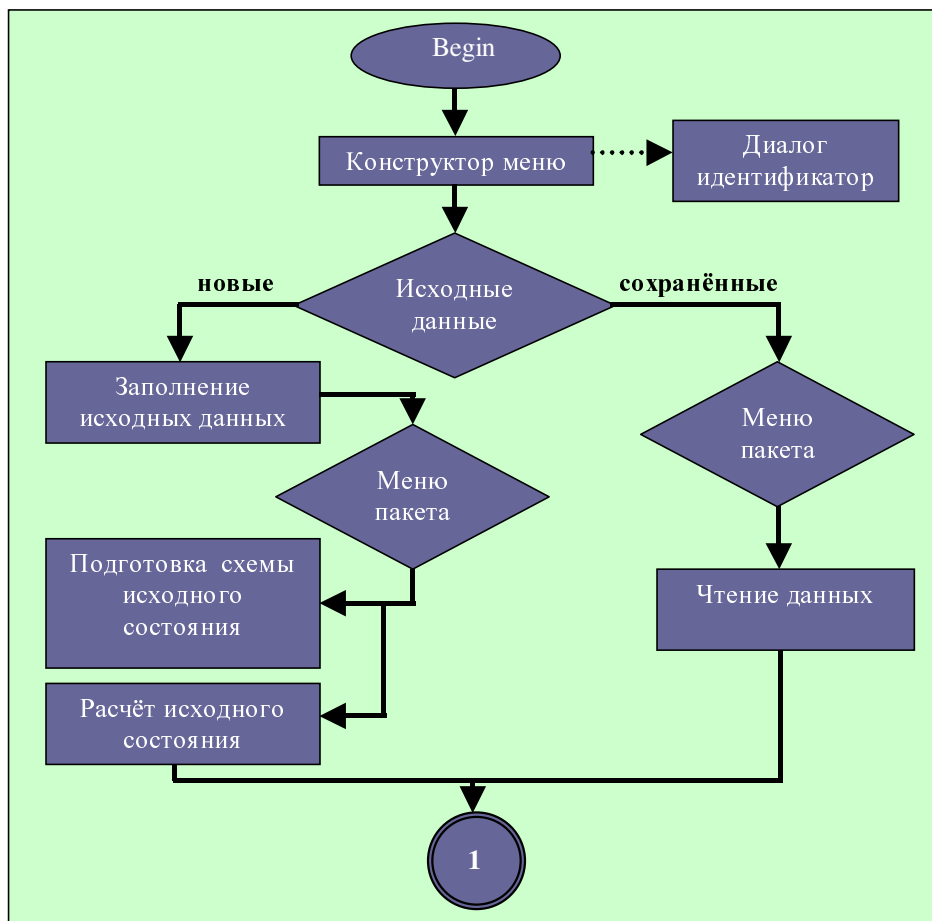 Begin
Конструктор меню
Диалог
идентификатор
новые
Исходные
данные
сохранённые
Заполнение
исходных данных
Меню
пакета
Меню
пакета
Подготовка схемы
исходного
состояния
Чтение данных
Расчёт исходного
состояния
1